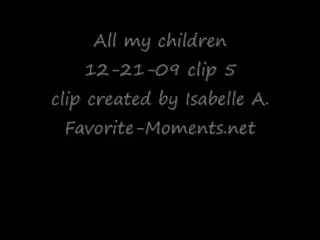 All my children
12-21-09 clip 5
clip created by Isabelle A.
Favorite-Moments.net